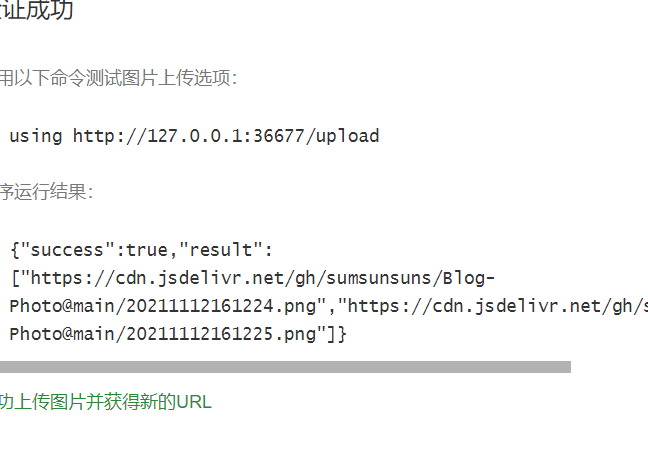 证成功
用以下命令测试图片上传选项：
using http://127.0.0.1:36677/upload
序运行结果：
{"success":true,"result":
["https://cdn.jsdelivr.net/gh/sumsunsuns/Blog-
Photo@main/20211112161224.png","https://cdn.jsdelivr.net/gh/s
Photo@main/20211112161225.png"]}
功上传图片并获得新的URL